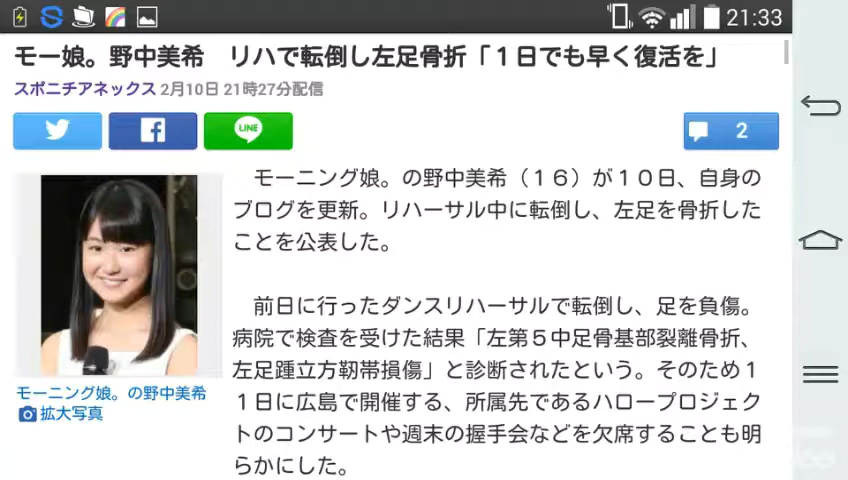 21:33
モー娘。野中美希　リハで転倒し左足骨折「１日でも早く復活を」
スポニチアネックス 2月10日 21時27分配信
LINE
2
モーニング娘。の野中美希（１６）が１０日、自身の
ブログを更新。リハーサル中に転倒し、左足を骨折した
ことを公表した。
前日に行ったダンスリハーサルで転倒し、足を負傷。
病院で検査を受けた結果「左第５中足骨基部裂離骨折、
左足踵立方靭帯損傷」と診断されたという。そのため１
１日に広島で開催する、所属先であるハロープロジェク
トのコンサートや週末の握手会などを欠席することも明
らかにした。
モーニング娘。の野中美希
拡大写真